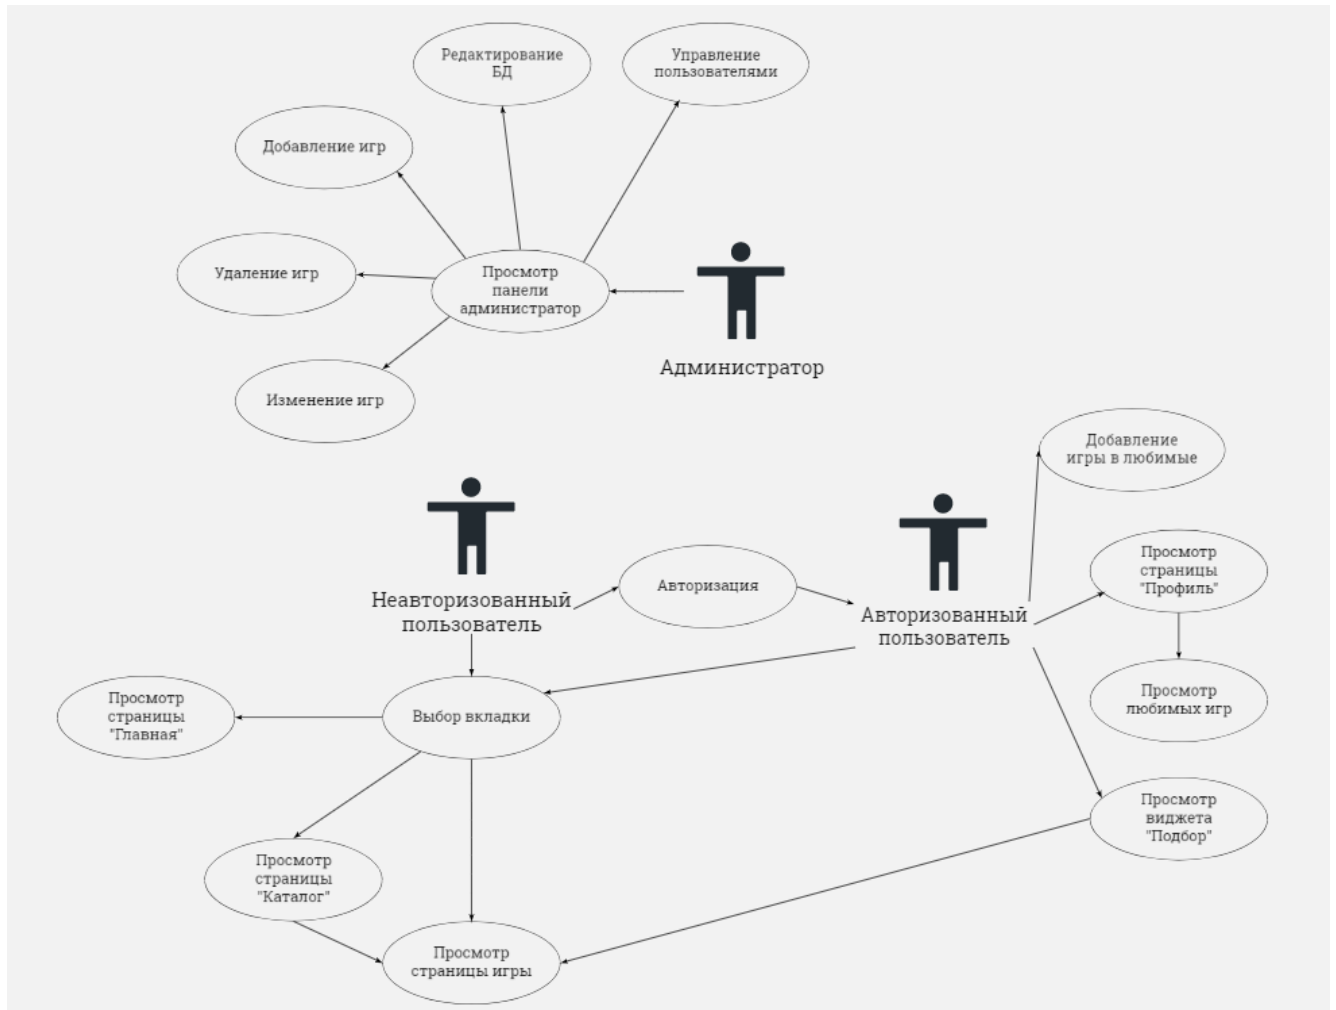 Редактирование
БД
Управление
пользователями
Добавление игр
Удаление игр
Просмотр
панели
администратор
Изменение игр
Администратор
Добавление
игры в любимые
Неавторизованный
пользователь
Авторизация
Авторизованный
пользователь
Просмотр
страницы
"Профиль"
Просмотр
любимых игр
Просмотр
страницы
"Главная"
Выбор вкладки
Просмотр
виджета
"Подбор"
Просмотр
страницы
"Каталог"
Просмотр
страницы игры